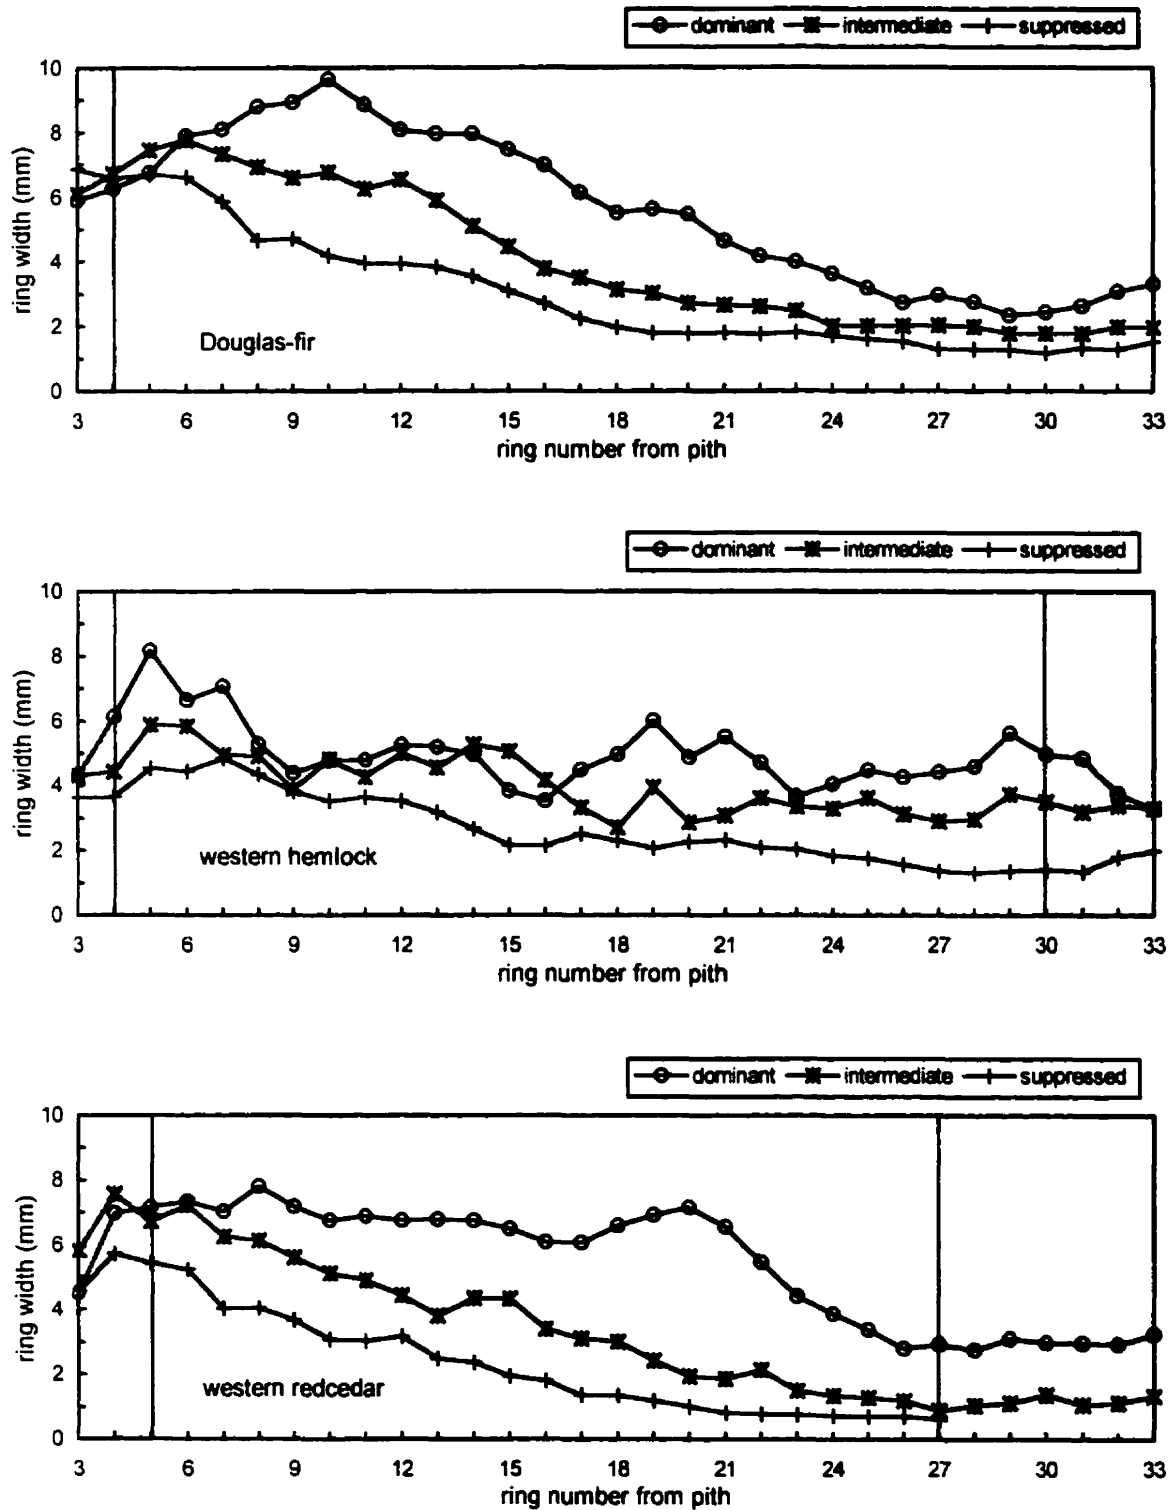 dominant intermediate suppressed
10
8
6
4
2
0
ring width (mm)
Douglas-fir
3 6 9 12 15 18 21 24 27 30 33
ring number from pith
dominant intermediate suppressed
10
8
6
4
2
0
ring width (mm)
western hemlock
3 6 9 12 15 18 21 24 27 30 33
ring number from pith
dominant intermediate suppressed
10
8
6
4
2
0
ring width (mm)
western redcedar
3 6 9 12 15 18 21 24 27 30 33
ring number from pith